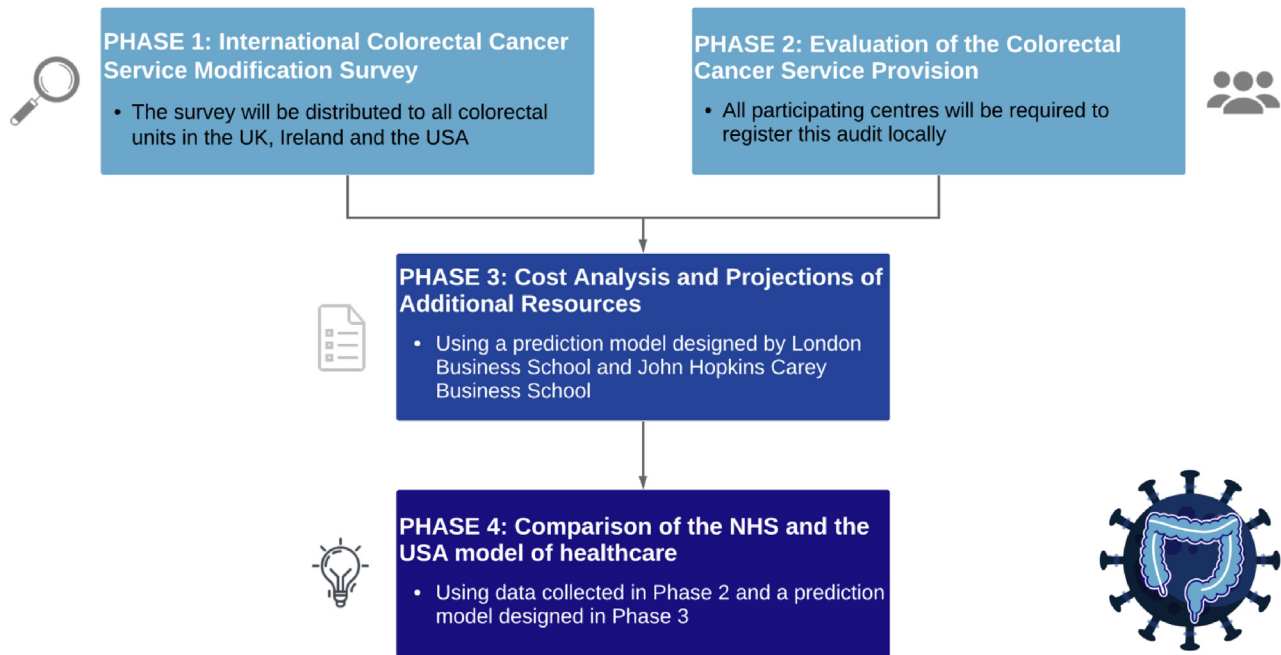 PHASE 1: International Colorectal Cancer
Service Modification Survey
• The survey will be distributed to all colorectal
units in the UK, Ireland and the USA
PHASE 2: Evaluation of the Colorectal
Cancer Service Provision
• All participating centres will be required to
register this audit locally
PHASE 3: Cost Analysis and Projections of
Additional Resources
• Using a prediction model designed by London
Business School and John Hopkins Carey
Business School
PHASE 4: Comparison of the NHS and the
USA model of healthcare
• Using data collected in Phase 2 and a prediction
model designed in Phase 3